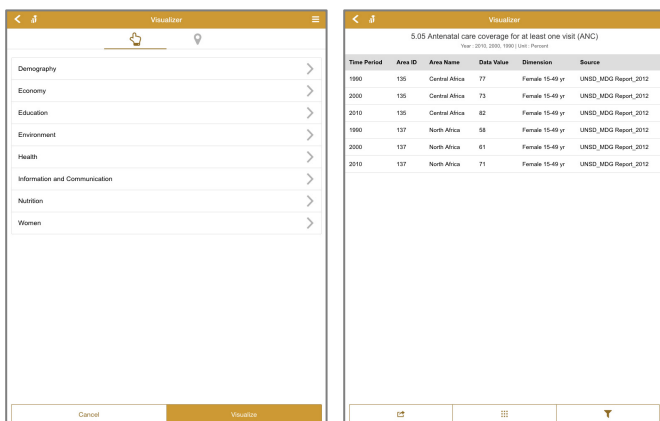 Visualizer
Demography
Economy
Education
Environment
Health
Information and Communication
Nutrition
Women
Cancel Visualize
Visualizer
5.05 Antenatal care coverage for at least one visit (ANC)
Year : 2010, 2000, 1990 | Unit : Percent
Time Period Area ID Area Name Data Value Dimension Source
1990 135 Central Africa 77 Female 15-49 yr UNSD_MDG Report_2012
2000 135 Central Africa 73 Female 15-49 yr UNSD_MDG Report_2012
2010 135 Central Africa 82 Female 15-49 yr UNSD_MDG Report_2012
1990 137 North Africa 58 Female 15-49 yr UNSD_MDG Report_2012
2000 137 North Africa 61 Female 15-49 yr UNSD_MDG Report_2012
2010 137 North Africa 71 Female 15-49 yr UNSD_MDG Report_2012